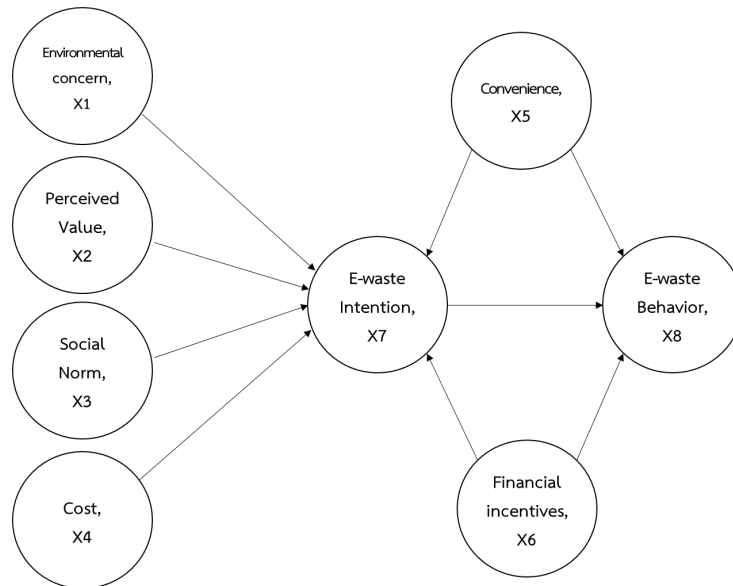 Environmental
concern,
X1
Perceived
Value,
X2
Social
Norm,
X3
Cost,
X4
Convenience,
X5
E-waste
Intention,
X7
E-waste
Behavior,
X8
Financial
incentives,
X6